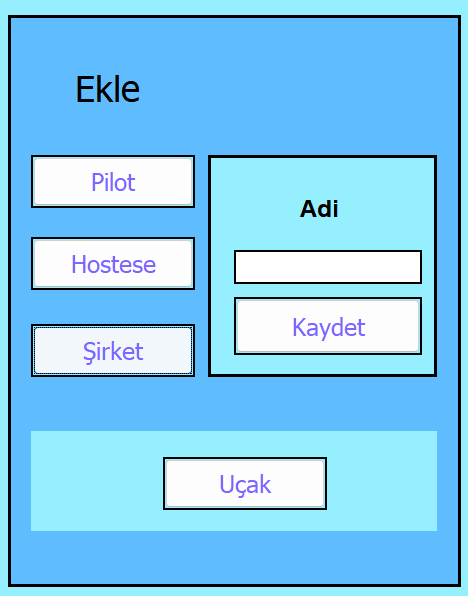 Ekle
Pilot
Hostese
Şirket
Adi
Kaydet
Uçak